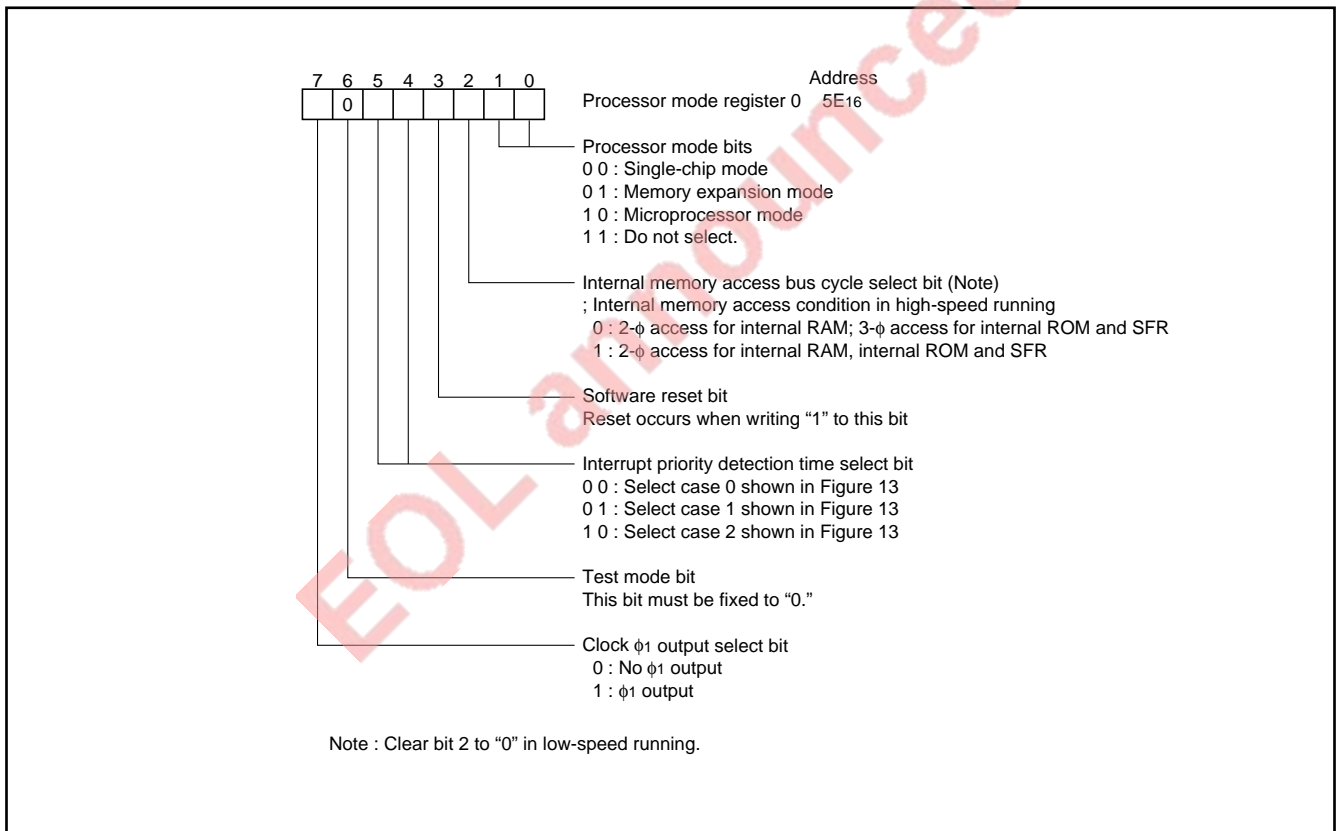 Address
7 6 5 4 3 2 1 0
0
Processor mode register 0 5E16
Processor mode bits
0 0 : Single-chip mode
0 1 : Memory expansion mode
1 0 : Microprocessor mode
1 1 : Do not select.
Internal memory access bus cycle select bit (Note)
; Internal memory access condition in high-speed running
0 : 2-ϕ access for internal RAM; 3-ϕ access for internal ROM and SFR
1 : 2-ϕ access for internal RAM, internal ROM and SFR
Software reset bit
Reset occurs when writing “1” to this bit
Interrupt priority detection time select bit
0 0 : Select case 0 shown in Figure 13
0 1 : Select case 1 shown in Figure 13
1 0 : Select case 2 shown in Figure 13
Test mode bit
This bit must be fixed to “0.”
Clock ϕ1 output select bit
0 : No ϕ1 output
1 : ϕ1 output
Note : Clear bit 2 to “0” in low-speed running.
EOL announced